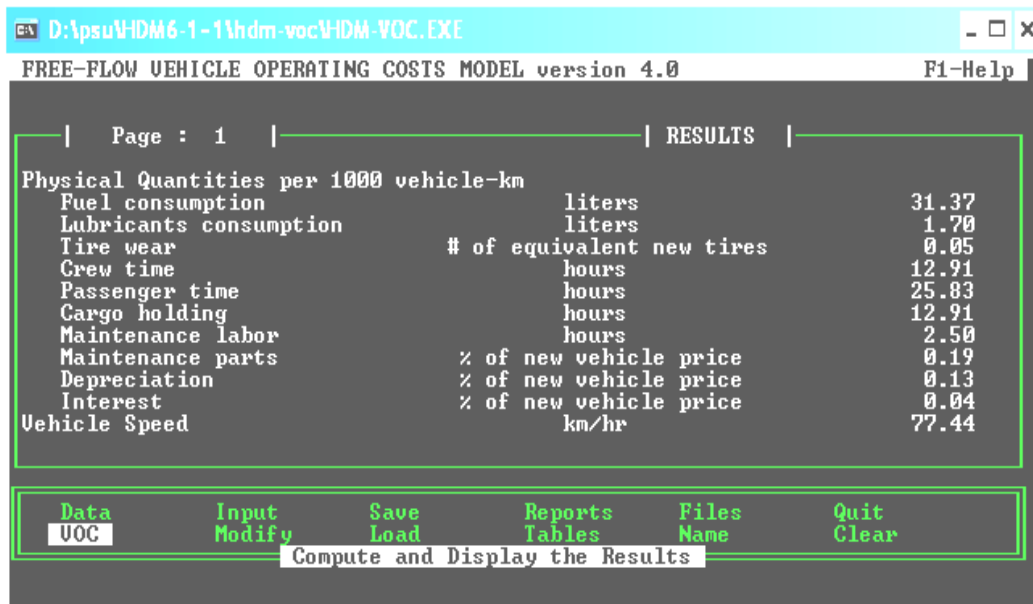 D:\psu\HDM6-1-1\hdm-voc\HDM-VOC.EXE
FREE-FLOW VEHICLE OPERATING COSTS MODEL version 4.0 F1-Help
Page : 1 RESULTS
Physical Quantities per 1000 vehicle-km
Fuel consumption liters 31.37
Lubricants consumption liters 1.70
Tire wear # of equivalent new tires 0.05
Crew time hours 12.91
Passenger time hours 25.83
Cargo holding hours 12.91
Maintenance labor hours 2.50
Maintenance parts % of new vehicle price 0.19
Depreciation % of new vehicle price 0.13
Interest % of new vehicle price 0.04
Vehicle Speed km/hr 77.44
Data Input Save Reports Files Quit
VOC Modify Load Tables Name Clear
Compute and Display the Results